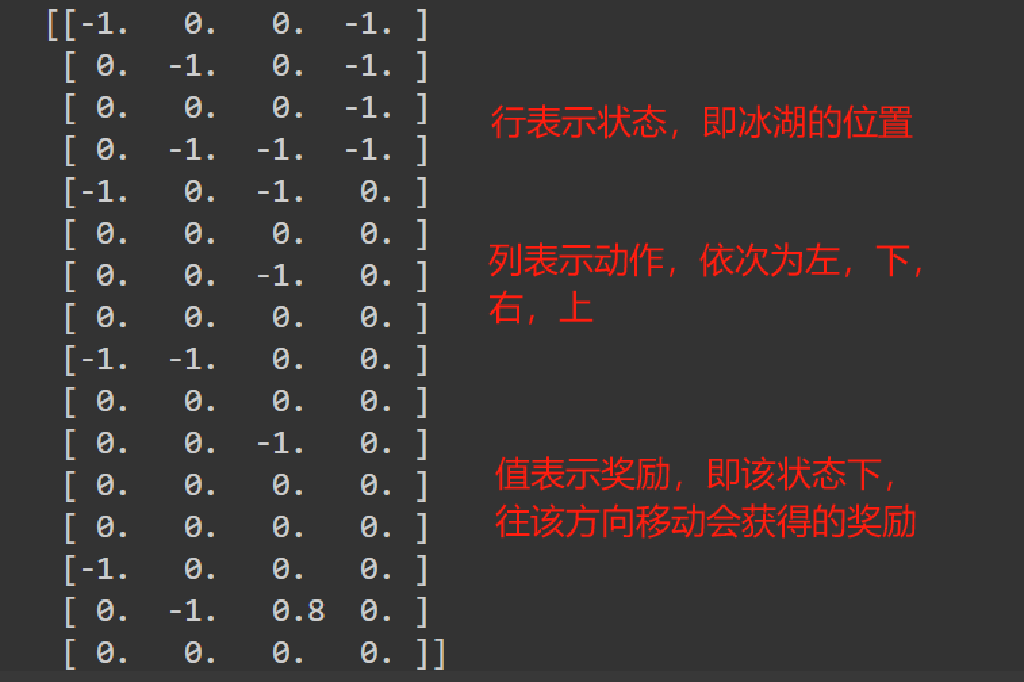 [[-1. 0. 0. -1. ]
[ 0. -1. 0. -1. ]
[ 0. 0. 0. -1. ]
行表示状态，即冰湖的位置
[ 0. -1. -1. -1. ]
[-1. 0. -1. 0. ]
[ 0. 0. 0. 0. ]
列表示动作，依次为左，下，
[ 0. 0. -1. 0. ]
右，上
[ 0. 0. 0. 0. ]
[-1. -1. 0. 0. ]
[ 0. 0. 0. 0. ]
[ 0. 0. -1. 0. ]
值表示奖励，即该状态下，
[ 0. 0. 0. 0. ]
往该方向移动会获得的奖励
[ 0. 0. 0. 0. ]
[-1. 0. 0. 0. ]
[ 0. -1. 0.8 0. ]
[ 0. 0. 0. 0. ]]